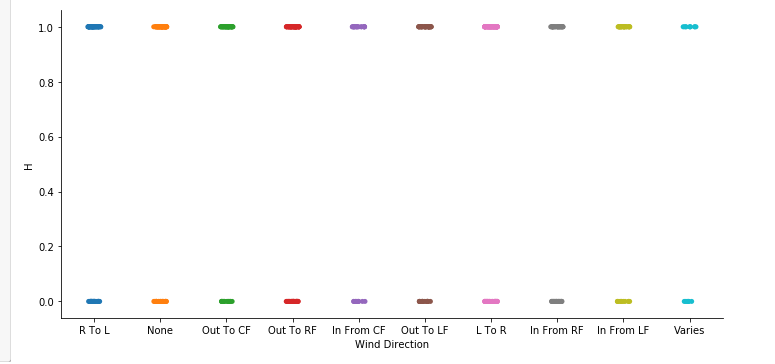 1.0
0.8
0.6
H
0.4
0.2
0.0
R To L None Out To CF Out To RF In From CF Out To LF L To R In From RF In From LF Varies
Wind Direction